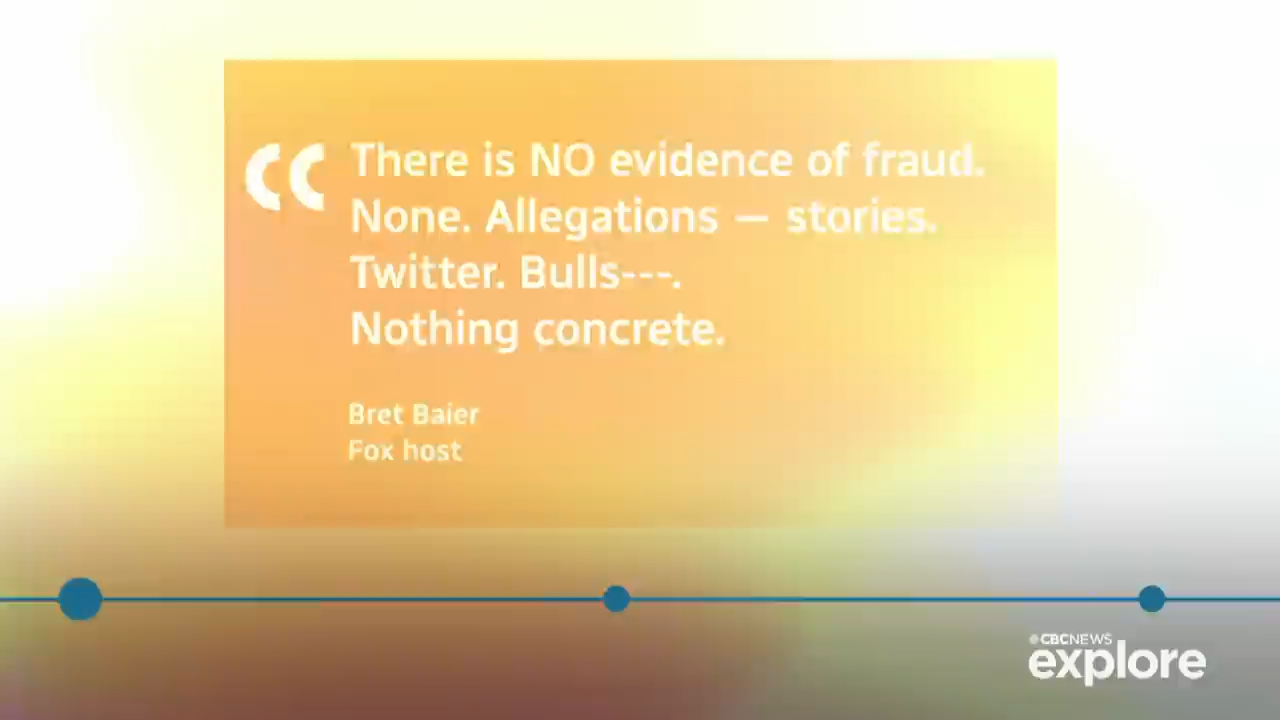 There is NO evidence of fraud.
None. Allegations — stories.
Twitter. Bulls---.
Nothing concrete.
Bret Baier
Fox host
CBCNEWS
explore